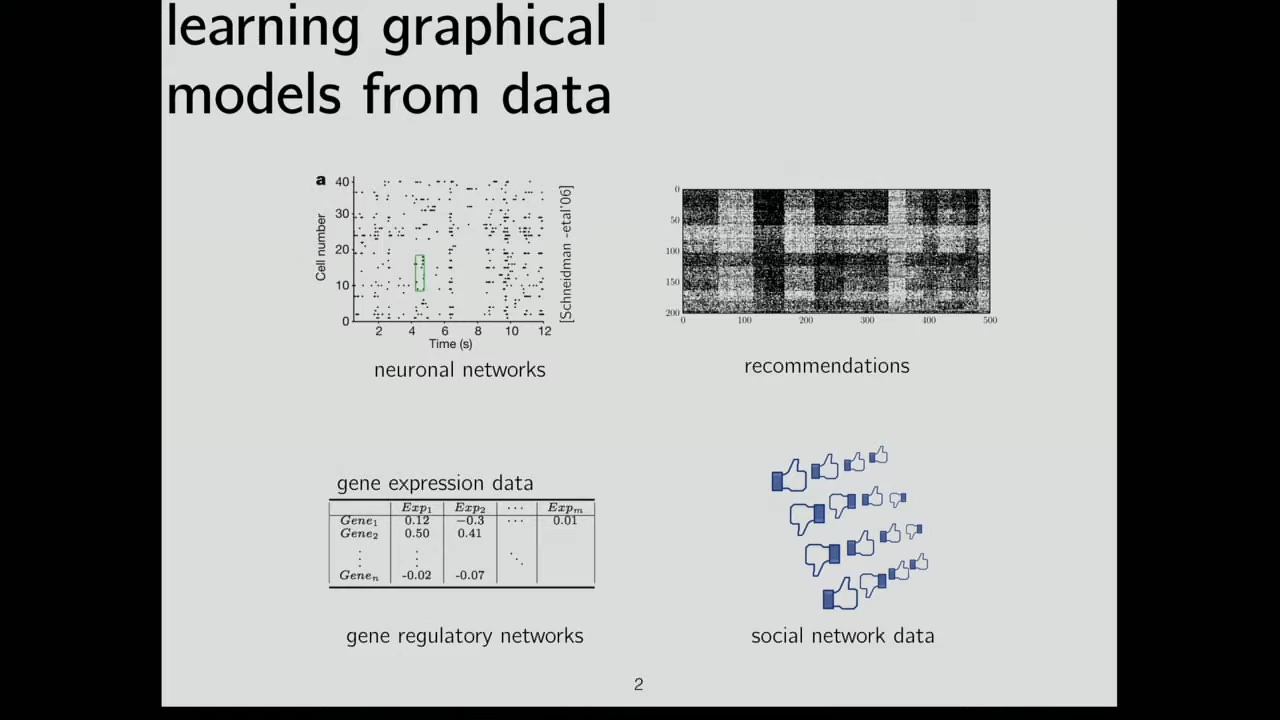 learning graphical
models from data
a
40
30
20
10
0
Cell number
2 4 6 8 10 12
Time (s)
[Schneidman -etal'06]
neuronal networks
0
50
100
150
200
0 100 200 300 400 500
recommendations
gene expression data
Exp1 Exp2 ··· Expm
Gene1 0.12 −0.3 ··· 0.01
Gene2 0.50 0.41
⋮ ⋮ ⋱
Genen -0.02 -0.07
gene regulatory networks
social network data
2